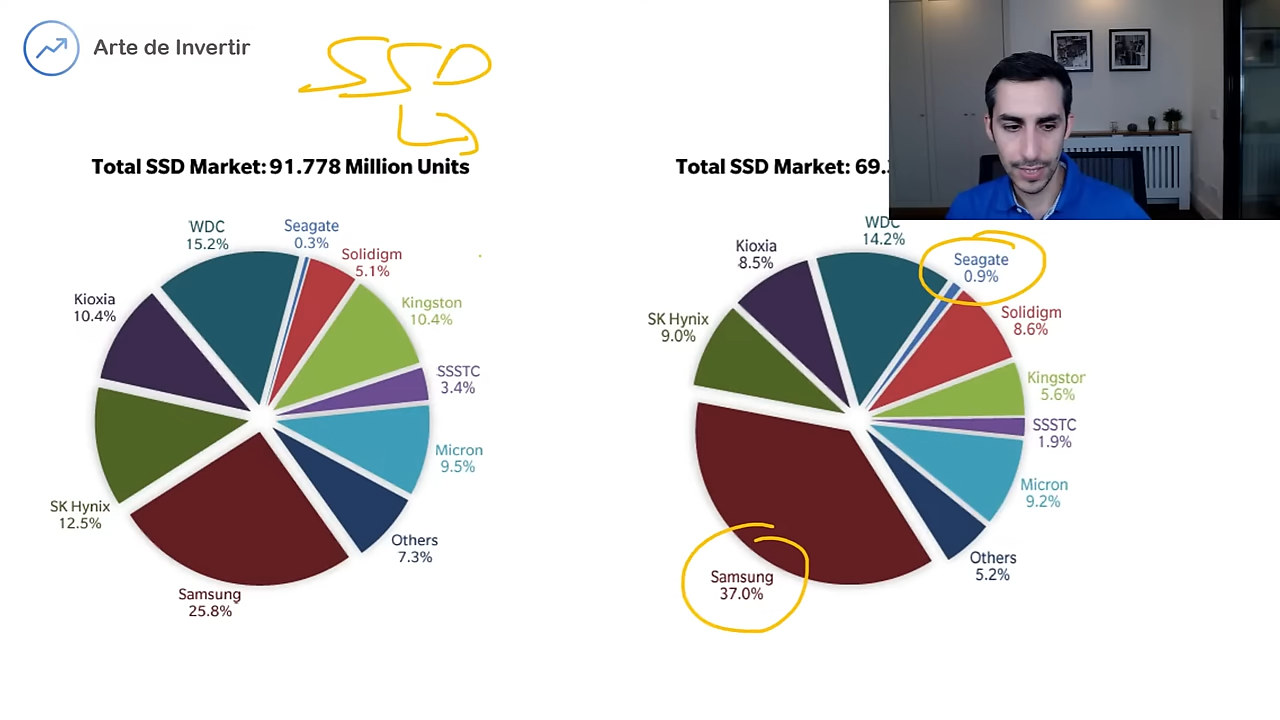 Arte de Invertir
SSD
Total SSD Market: 91.778 Million Units
WDC
15.2%
Seagate
0.3%
Solidigm
5.1%
Kingston
10.4%
SSSTC
3.4%
Micron
9.5%
Others
7.3%
Samsung
25.8%
SK Hynix
12.5%
Kioxia
10.4%
Total SSD Market: 69.
WDC
14.2%
Seagate
0.9%
Solidigm
8.6%
Kingston
5.6%
SSSTC
1.9%
Micron
9.2%
Others
5.2%
Samsung
37.0%
SK Hynix
9.0%
Kioxia
8.5%